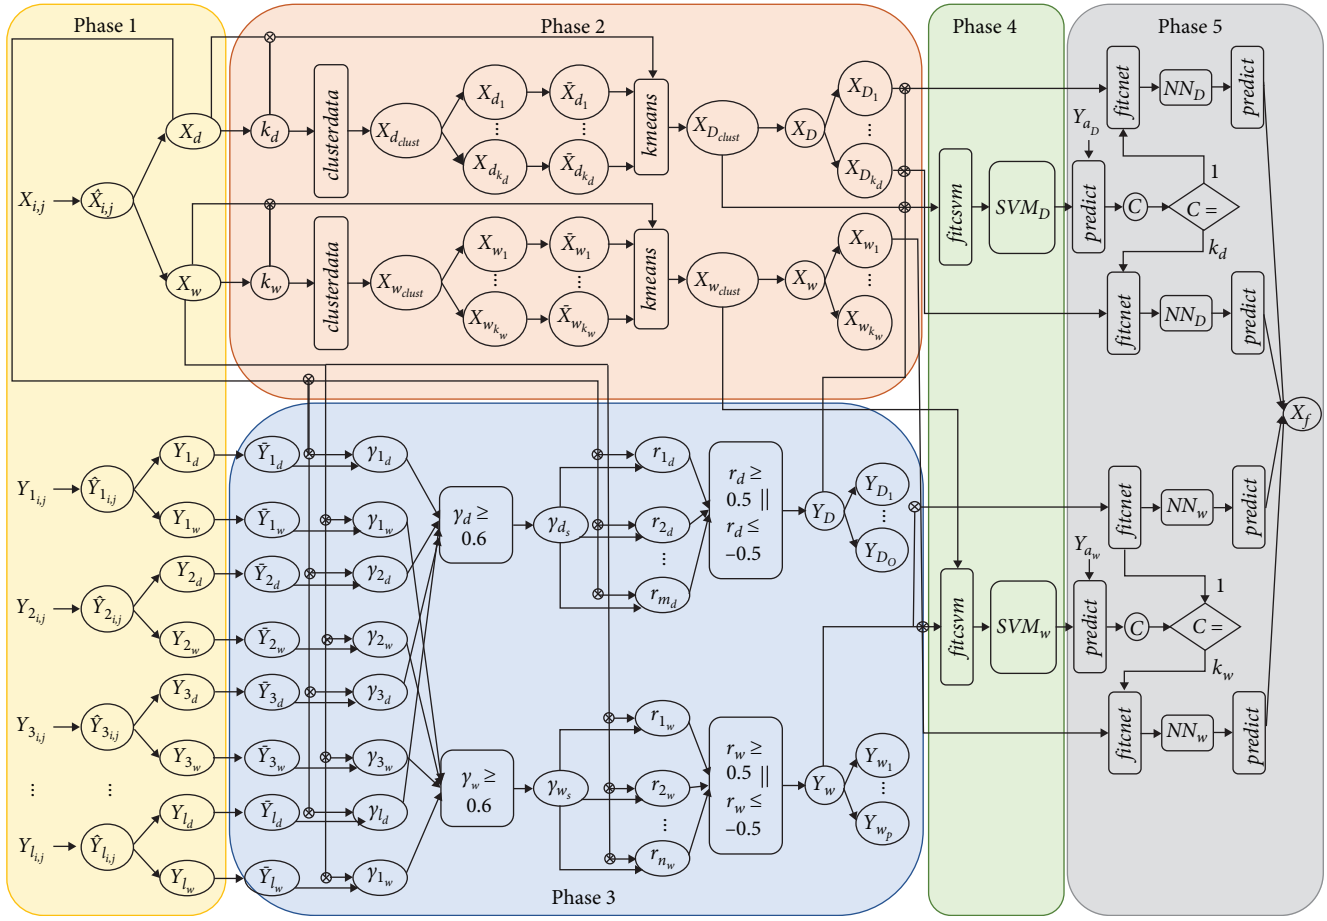 Phase 1
X_{i,j}
X̂_{i,j}
X_d
X_w
Y_{1_{i,j}}
Ŷ_{1_{i,j}}
Y_{1_d}
Y_{1_w}
Y_{2_{i,j}}
Ŷ_{2_{i,j}}
Y_{2_d}
Y_{2_w}
Y_{3_{i,j}}
Ŷ_{3_{i,j}}
Y_{3_d}
Y_{3_w}
⋮
⋮
Y_{l_{i,j}}
Ŷ_{l_{i,j}}
Y_{l_d}
Y_{l_w}
Phase 2
k_d
clusterdata
X_{d_{clust}}
X_{d_1}
X̄_{d_1}
⋮
⋮
X_{d_{k_d}}
X̄_{d_{k_d}}
kmeans
X_{D_{clust}}
X_D
X_{D_1}
⋮
X_{D_{k_d}}
k_w
clusterdata
X_{w_{clust}}
X_{w_1}
X̄_{w_1}
⋮
⋮
X_{w_{k_w}}
X̄_{w_{k_w}}
kmeans
X_{w_{clust}}
X_w
X_{w_1}
⋮
X_{w_{k_w}}
Ȳ_{1_d}
γ_{1_d}
Ȳ_{1_w}
γ_{1_w}
Ȳ_{2_d}
γ_{2_d}
Ȳ_{2_w}
γ_{2_w}
Ȳ_{3_d}
γ_{3_d}
Ȳ_{3_w}
γ_{3_w}
Ȳ_{l_d}
γ_{l_d}
Ȳ_{l_w}
γ_{1_w}
γ_d ≥
0.6
γ_{d_s}
r_{1_d}
r_{2_d}
⋮
r_{m_d}
r_d ≥
0.5 ||
r_d ≤
–0.5
Y_D
Y_{D_1}
⋮
Y_{D_O}
γ_w ≥
0.6
γ_{w_s}
r_{1_w}
r_{2_w}
⋮
r_{n_w}
r_w ≥
0.5 ||
r_w ≤
–0.5
Y_w
Y_{w_1}
⋮
Y_{w_p}
Phase 3
Phase 4
fitcsvm
SVM_D
fitcsvm
SVM_w
Phase 5
fitcnet
NN_D
predict
Y_{a_D}
predict
C
C =
1
k_d
fitcnet
NN_D
predict
X_f
fitcnet
NN_w
predict
Y_{a_w}
predict
C
C =
1
k_w
fitcnet
NN_w
predict